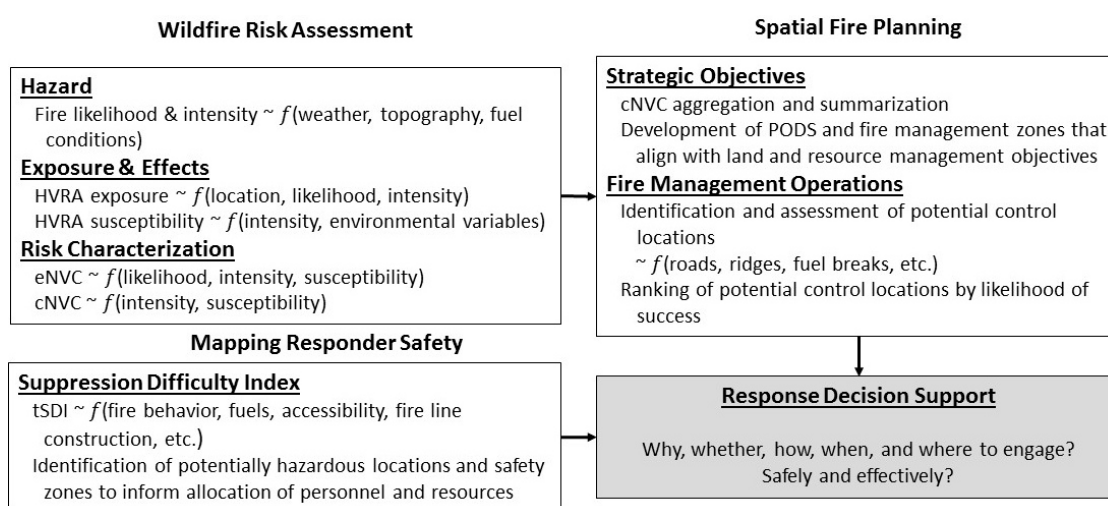 Wildfire Risk Assessment
Hazard
Fire likelihood & intensity ~ f(weather, topography, fuel
conditions)
Exposure & Effects
HVRA exposure ~ f(location, likelihood, intensity)
HVRA susceptibility ~ f(intensity, environmental variables)
Risk Characterization
eNVC ~ f(likelihood, intensity, susceptibility)
cNVC ~ f(intensity, susceptibility)
Mapping Responder Safety
Suppression Difficulty Index
tSDI ~ f(fire behavior, fuels, accessibility, fire line
construction, etc.)
Identification of potentially hazardous locations and safety
zones to inform allocation of personnel and resources
Spatial Fire Planning
Strategic Objectives
cNVC aggregation and summarization
Development of PODS and fire management zones that
align with land and resource management objectives
Fire Management Operations
Identification and assessment of potential control
locations
~ f(roads, ridges, fuel breaks, etc.)
Ranking of potential control locations by likelihood of
success
Response Decision Support
Why, whether, how, when, and where to engage?
Safely and effectively?